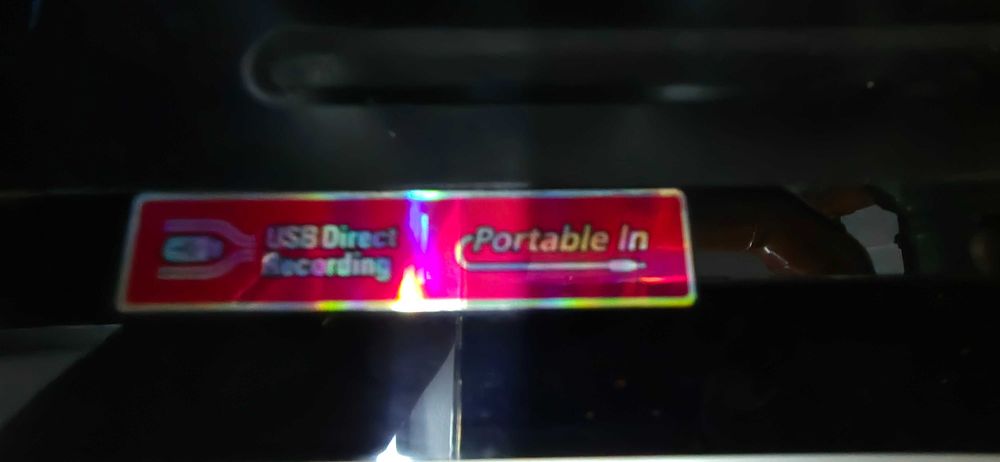 USB Direct
Recording
Portable In